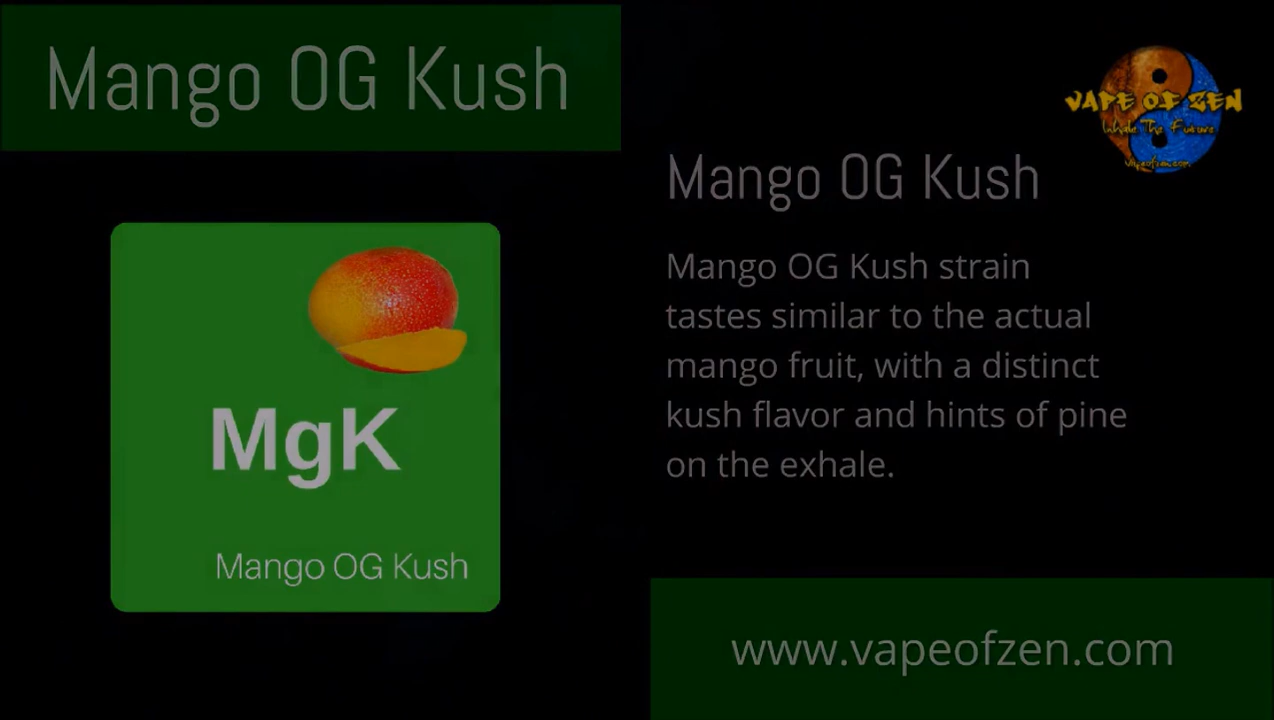 Mango OG Kush
MgK
Mango OG Kush
VAPE OF ZEN
Inhale The Future
vapeofzen.com
Mango OG Kush
Mango OG Kush strain
tastes similar to the actual
mango fruit, with a distinct
kush flavor and hints of pine
on the exhale.
www.vapeofzen.com